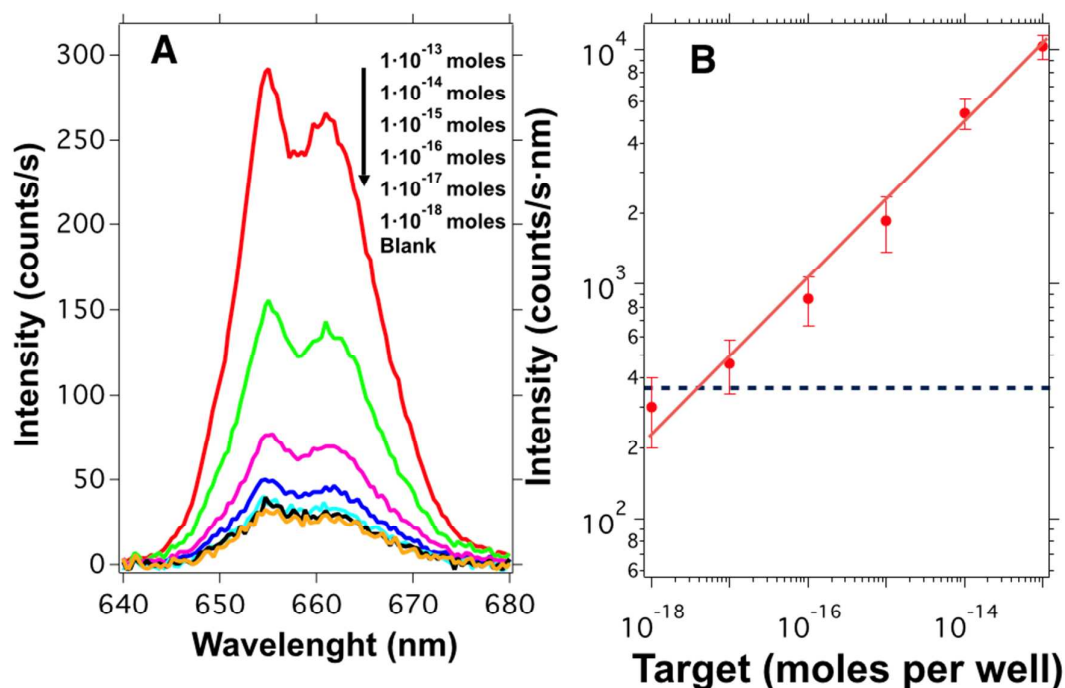 A
1·10-13 moles
1·10-14 moles
1·10-15 moles
1·10-16 moles
1·10-17 moles
1·10-18 moles
Blank
300
250
200
150
100
50
0
640 650 660 670 680
Intensity (counts/s)
Wavelenght (nm)
B
104
8
6
4
2
103
8
6
4
2
102
8
6
10-18 10-16 10-14
Intensity (counts/s·nm)
Target (moles per well)